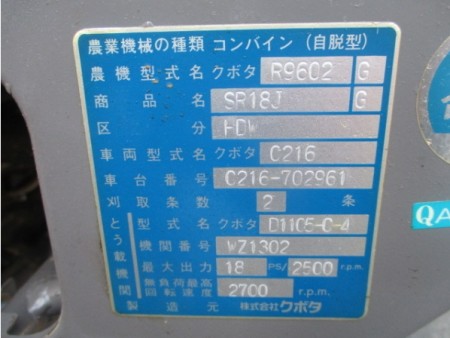 農業機械の種類 コンバイン(自脱型)
農機型式名 クボタ R9602 G
商品名 SR18J G
区分 HDW
車両型式名 クボタ C216
車台番号 C216-702961
刈取条数 2 条
とう載機関 型式名 クボタ D1105-C-4
機関番号 WZ1302
最大出力 18 PS/2500 r.p.m.
無負荷最高回転速度 2700 r.p.m.
製造元 株式会社クボタ
QA